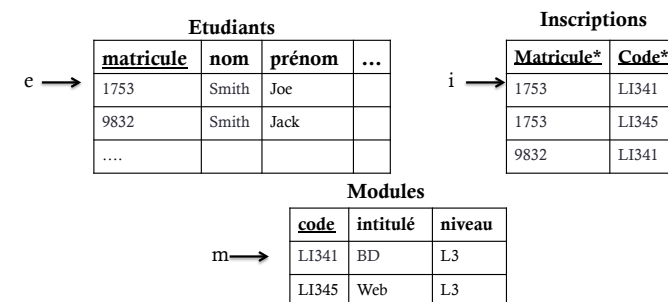 Etudiants
matricule nom prénom ...
e
1753 Smith Joe
9832 Smith Jack
....
Inscriptions
Matricule* Code*
i
1753 LI341
1753 LI345
9832 LI341
Modules
code intitulé niveau
m
LI341 BD L3
LI345 Web L3